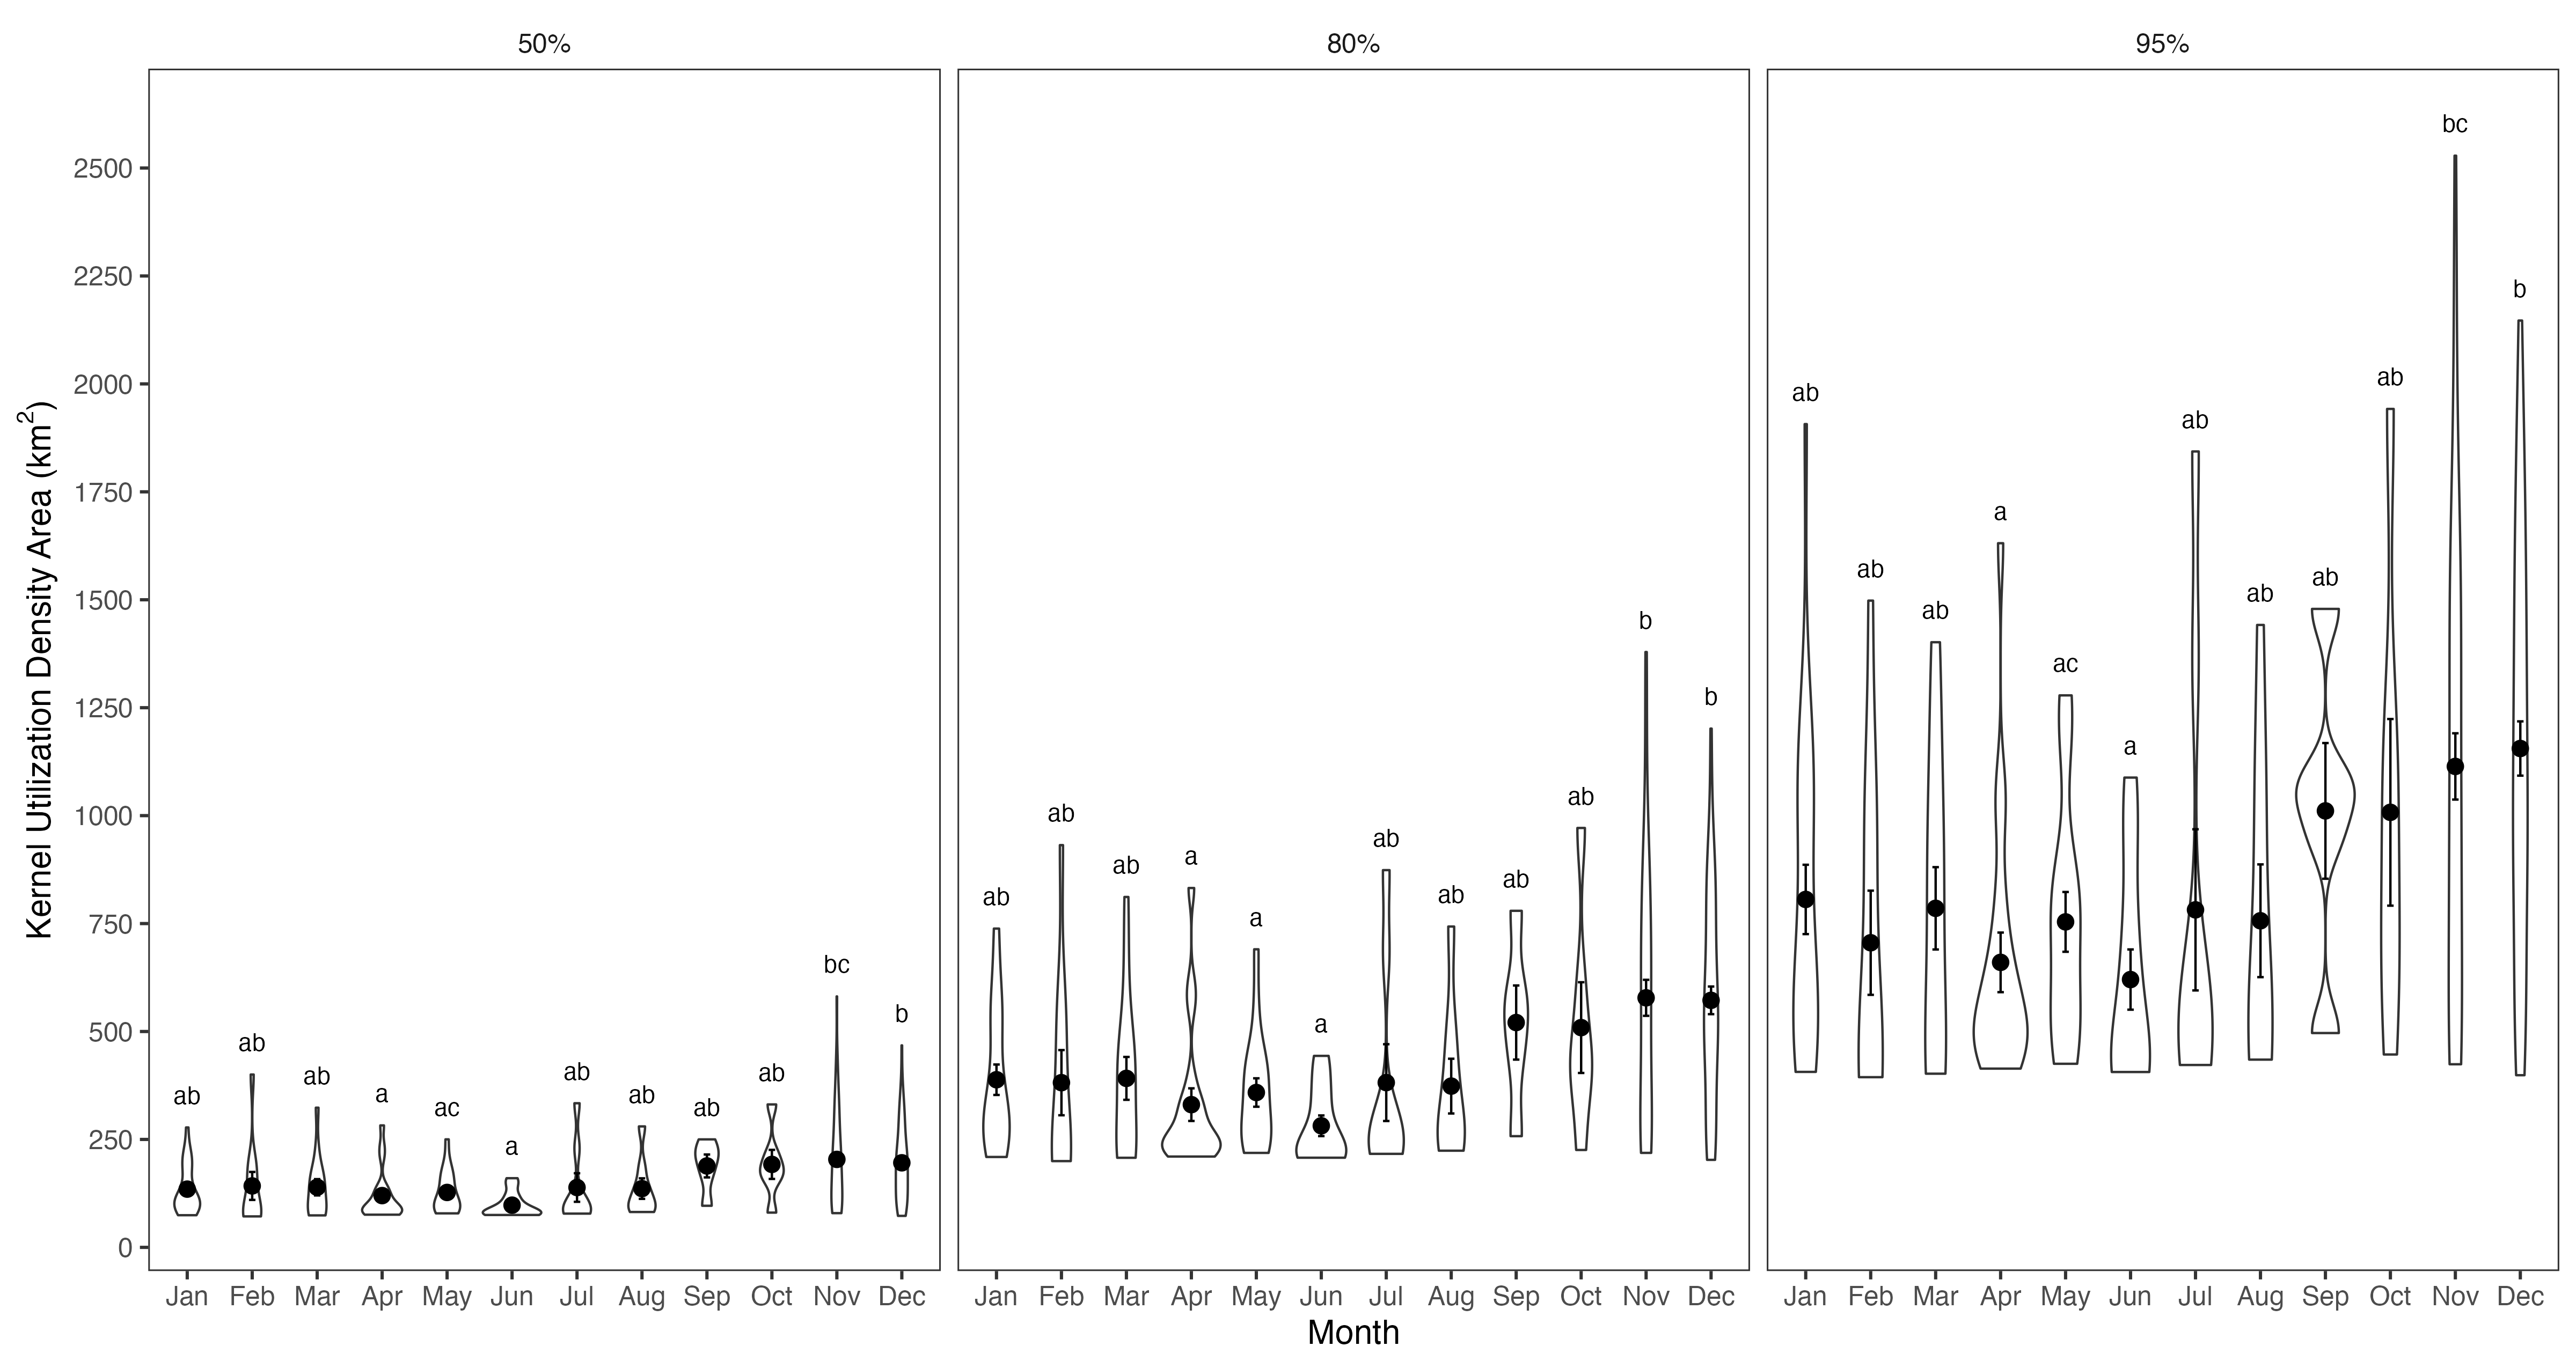 50% 80% 95%
Kernel Utilization Density Area (km²)
2500
2250
2000
1750
1500
1250
1000
750
500
250
0
ab ab ab a ac a ab ab ab ab bc b
ab ab ab a a a ab ab ab ab b b
ab ab ab a ac a ab ab ab ab bc b
Jan Feb Mar Apr May Jun Jul Aug Sep Oct Nov Dec
Jan Feb Mar Apr May Jun Jul Aug Sep Oct Nov Dec
Jan Feb Mar Apr May Jun Jul Aug Sep Oct Nov Dec
Month